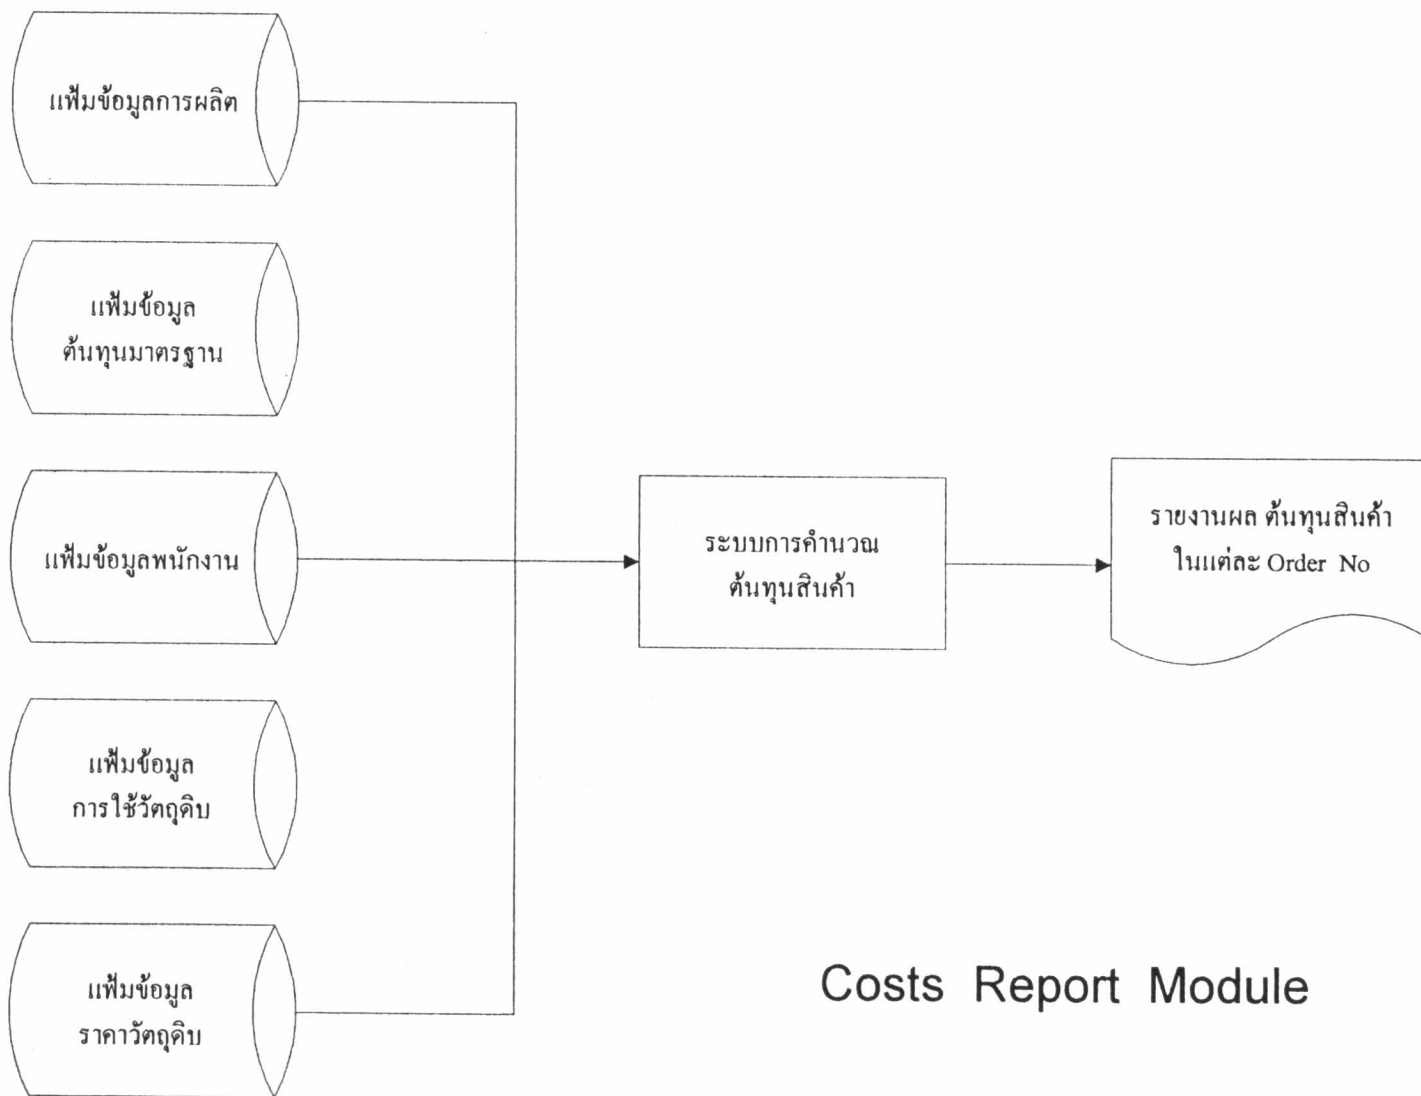 แฟ้มข้อมูลการผลิต
แฟ้มข้อมูล
ต้นทุนมาตรฐาน
แฟ้มข้อมูลพนักงาน
แฟ้มข้อมูล
การใช้วัตถุดิบ
แฟ้มข้อมูล
ราคาวัตถุดิบ
ระบบการคำนวณ
ต้นทุนสินค้า
รายงานผล ต้นทุนสินค้า
ในแต่ละ Order No
Costs Report Module